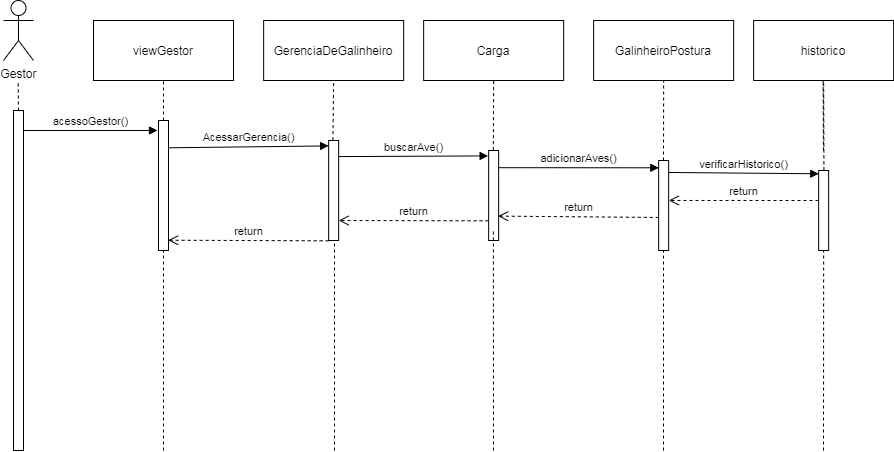 Gestor
viewGestor
GerenciaDeGalinheiro
Carga
GalinheiroPostura
historico
acessoGestor()
AcessarGerencia()
buscarAve()
adicionarAves()
verificarHistorico()
return
return
return
return